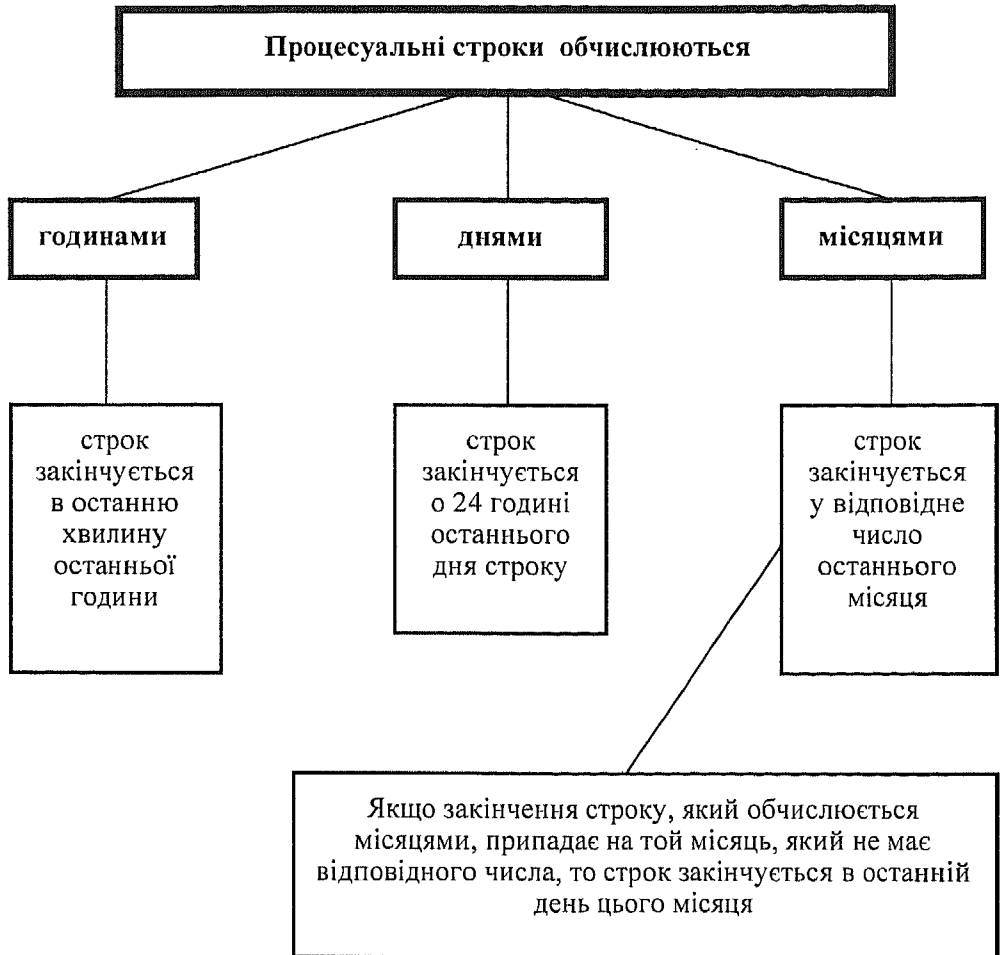 Процесуальні строки обчислюються
годинами
днями
місяцями
строк
закінчується
в останню
хвилину
останньої
години
строк
закінчується
о 24 годині
останнього
дня строку
строк
закінчується
у відповідне
число
останнього
місяця
Якщо закінчення строку, який обчислюється
місяцями, припадає на той місяць, який не має
відповідного числа, то строк закінчується в останній
день цього місяця